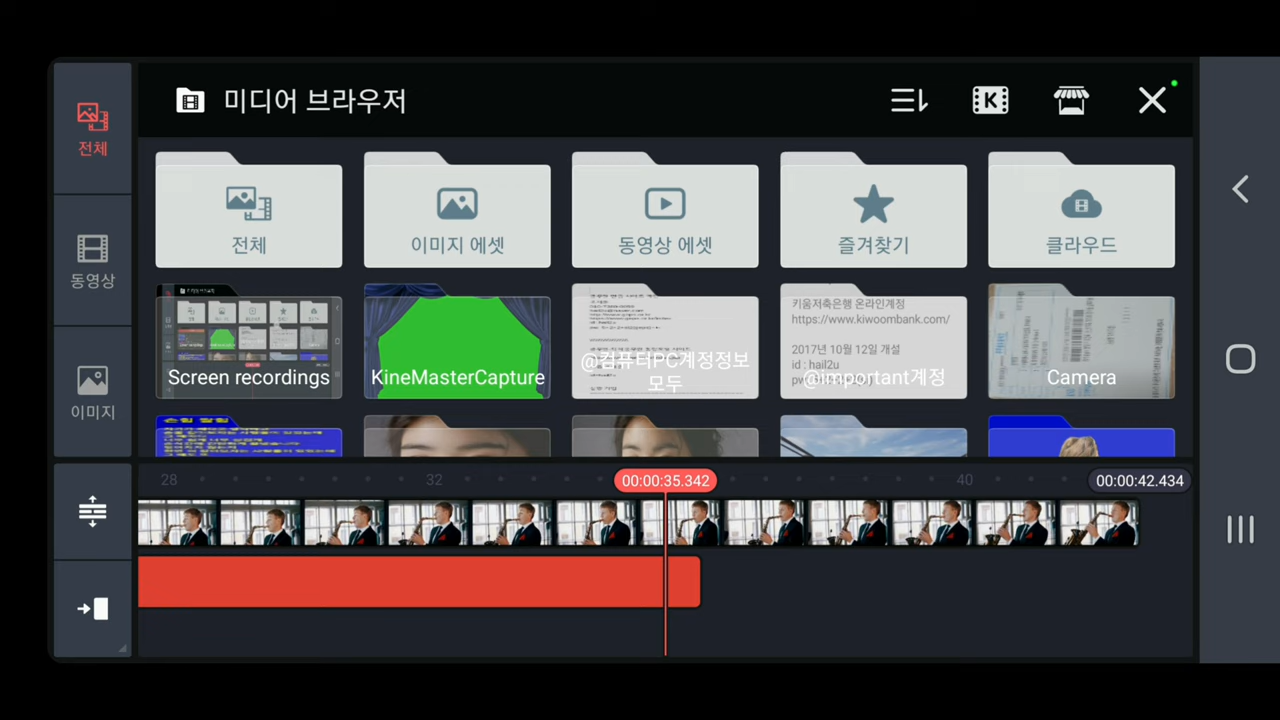 미디어 브라우저
전체
동영상
이미지
전체
이미지 에셋
동영상 에셋
즐겨찾기
클라우드
Screen recordings
KineMasterCapture
@컴퓨터PC계정정보
모두
키움저축은행 온라인계정
https://www.kiwoombank.com/
2017년 10월 12일 개설
id : hail2u
@important계정
Camera
28
32
00:00:35.342
40
00:00:42.434